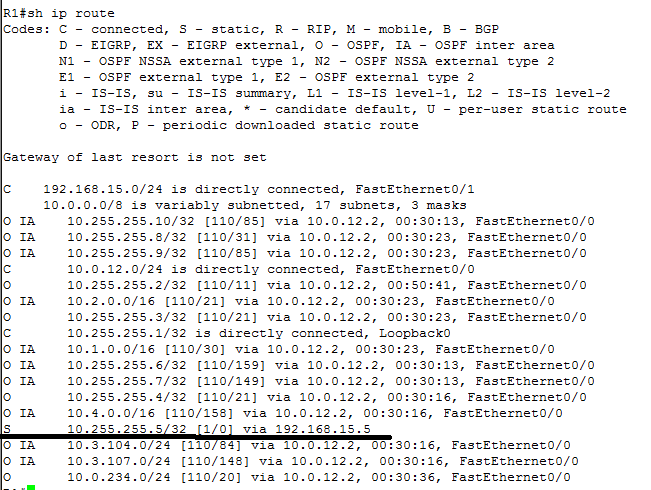 R1#sh ip route
Codes: C - connected, S - static, R - RIP, M - mobile, B - BGP
D - EIGRP, EX - EIGRP external, O - OSPF, IA - OSPF inter area
N1 - OSPF NSSA external type 1, N2 - OSPF NSSA external type 2
E1 - OSPF external type 1, E2 - OSPF external type 2
i - IS-IS, su - IS-IS summary, L1 - IS-IS level-1, L2 - IS-IS level-2
ia - IS-IS inter area, * - candidate default, U - per-user static route
o - ODR, P - periodic downloaded static route
Gateway of last resort is not set
C 192.168.15.0/24 is directly connected, FastEthernet0/1
10.0.0.0/8 is variably subnetted, 17 subnets, 3 masks
O IA 10.255.255.10/32 [110/85] via 10.0.12.2, 00:30:13, FastEthernet0/0
O IA 10.255.255.8/32 [110/31] via 10.0.12.2, 00:30:23, FastEthernet0/0
O IA 10.255.255.9/32 [110/85] via 10.0.12.2, 00:30:23, FastEthernet0/0
C 10.0.12.0/24 is directly connected, FastEthernet0/0
O 10.255.255.2/32 [110/11] via 10.0.12.2, 00:50:41, FastEthernet0/0
O IA 10.2.0.0/16 [110/21] via 10.0.12.2, 00:30:23, FastEthernet0/0
O 10.255.255.3/32 [110/21] via 10.0.12.2, 00:30:23, FastEthernet0/0
C 10.255.255.1/32 is directly connected, Loopback0
O IA 10.1.0.0/16 [110/30] via 10.0.12.2, 00:30:23, FastEthernet0/0
O IA 10.255.255.6/32 [110/159] via 10.0.12.2, 00:30:13, FastEthernet0/0
O IA 10.255.255.7/32 [110/149] via 10.0.12.2, 00:30:13, FastEthernet0/0
O 10.255.255.4/32 [110/21] via 10.0.12.2, 00:30:16, FastEthernet0/0
O IA 10.4.0.0/16 [110/158] via 10.0.12.2, 00:30:16, FastEthernet0/0
S 10.255.255.5/32 [1/0] via 192.168.15.5
O IA 10.3.104.0/24 [110/84] via 10.0.12.2, 00:30:16, FastEthernet0/0
O IA 10.3.107.0/24 [110/148] via 10.0.12.2, 00:30:16, FastEthernet0/0
O 10.0.234.0/24 [110/20] via 10.0.12.2, 00:30:36, FastEthernet0/0